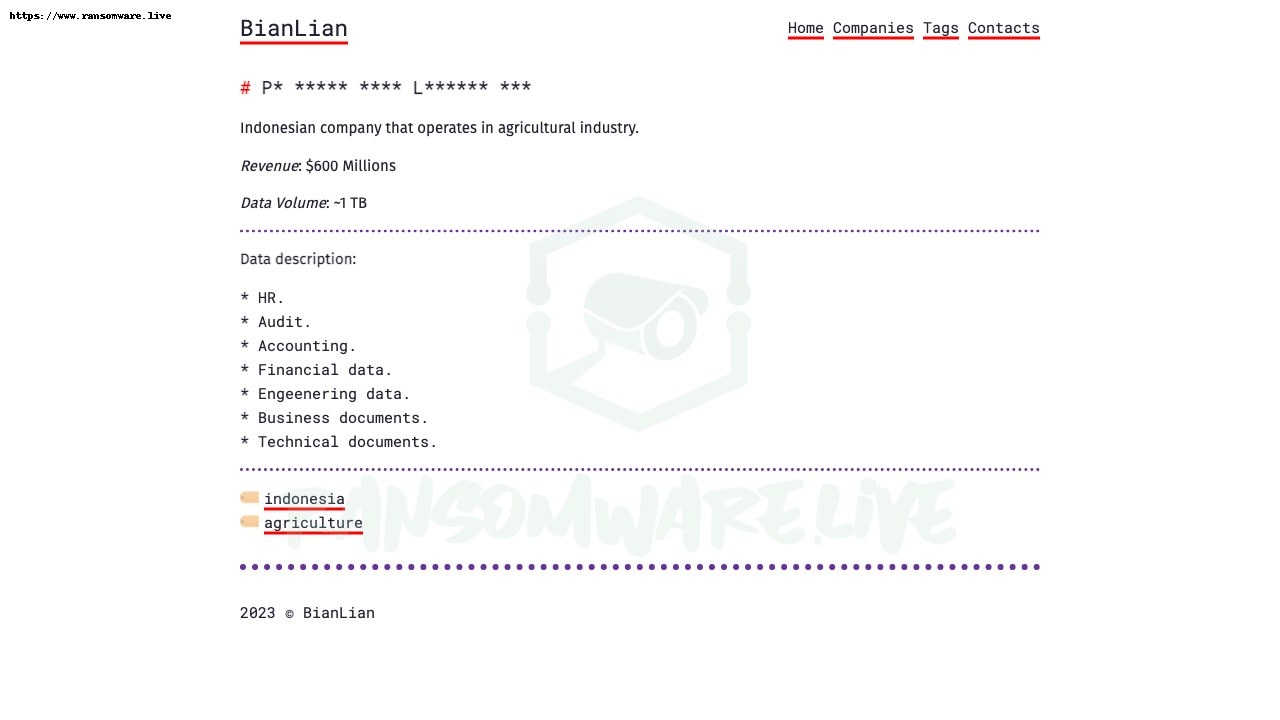 https://www.ransomware.live
BianLian
Home Companies Tags Contacts
# P* ***** **** L****** ***
Indonesian company that operates in agricultural industry.
Revenue: $600 Millions
Data Volume: ~1 TB
Data description:
* HR.
* Audit.
* Accounting.
* Financial data.
* Engeenering data.
* Business documents.
* Technical documents.
indonesia
RANSOMWARE.LIVE
agriculture
2023 © BianLian